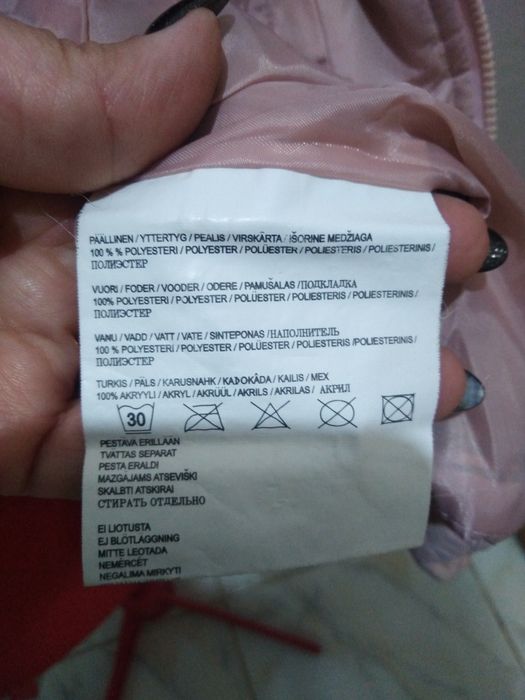 PÄÄLLINEN / YTTERTYG / PEALIS / VIRSKĀRTA / IŠORINE MEDŽIAGA
100 % % POLYESTERI / POLYESTER / POLÜESTER / POLIESTERIS / POLIESTERINIS /
ПОЛИЭСТЕР
VUORI / FODER / VOODER / ODERE / PAMUŠALAS / ПОДКЛАДКА
100% POLYESTERI / POLYESTER / POLÜESTER / POLIESTERIS / POLIESTERINIS /
ПОЛИЭСТЕР
VANU / VADD / VATT / VATE / SINTEPONAS / НАПОЛНИТЕЛЬ
100 % POLYESTERI / POLYESTER / POLÜESTER / POLIESTERIS / POLIESTERINIS /
ПОЛИЭСТЕР
TURKIS / PÄLS / KARUSNAHK / KAŽOKĀDA / KAILIS / МЕХ
100% AKRYYLI / AKRYL / AKRÜÜL / AKRILS / AKRILAS / АКРИЛ
30
PESTAVA ERILLÄÄN
TVÄTTAS SEPARAT
PESTA ERALDI
MAZGĀJAMS ATSEVIŠĶI
SKALBTI ATSKIRAI
СТИРАТЬ ОТДЕЛЬНО
EI LIOTUSTA
EJ BLÖTLÄGGNING
MITTE LEOTADA
NEMĒRCĒT
NEGALIMA MIRKYTI